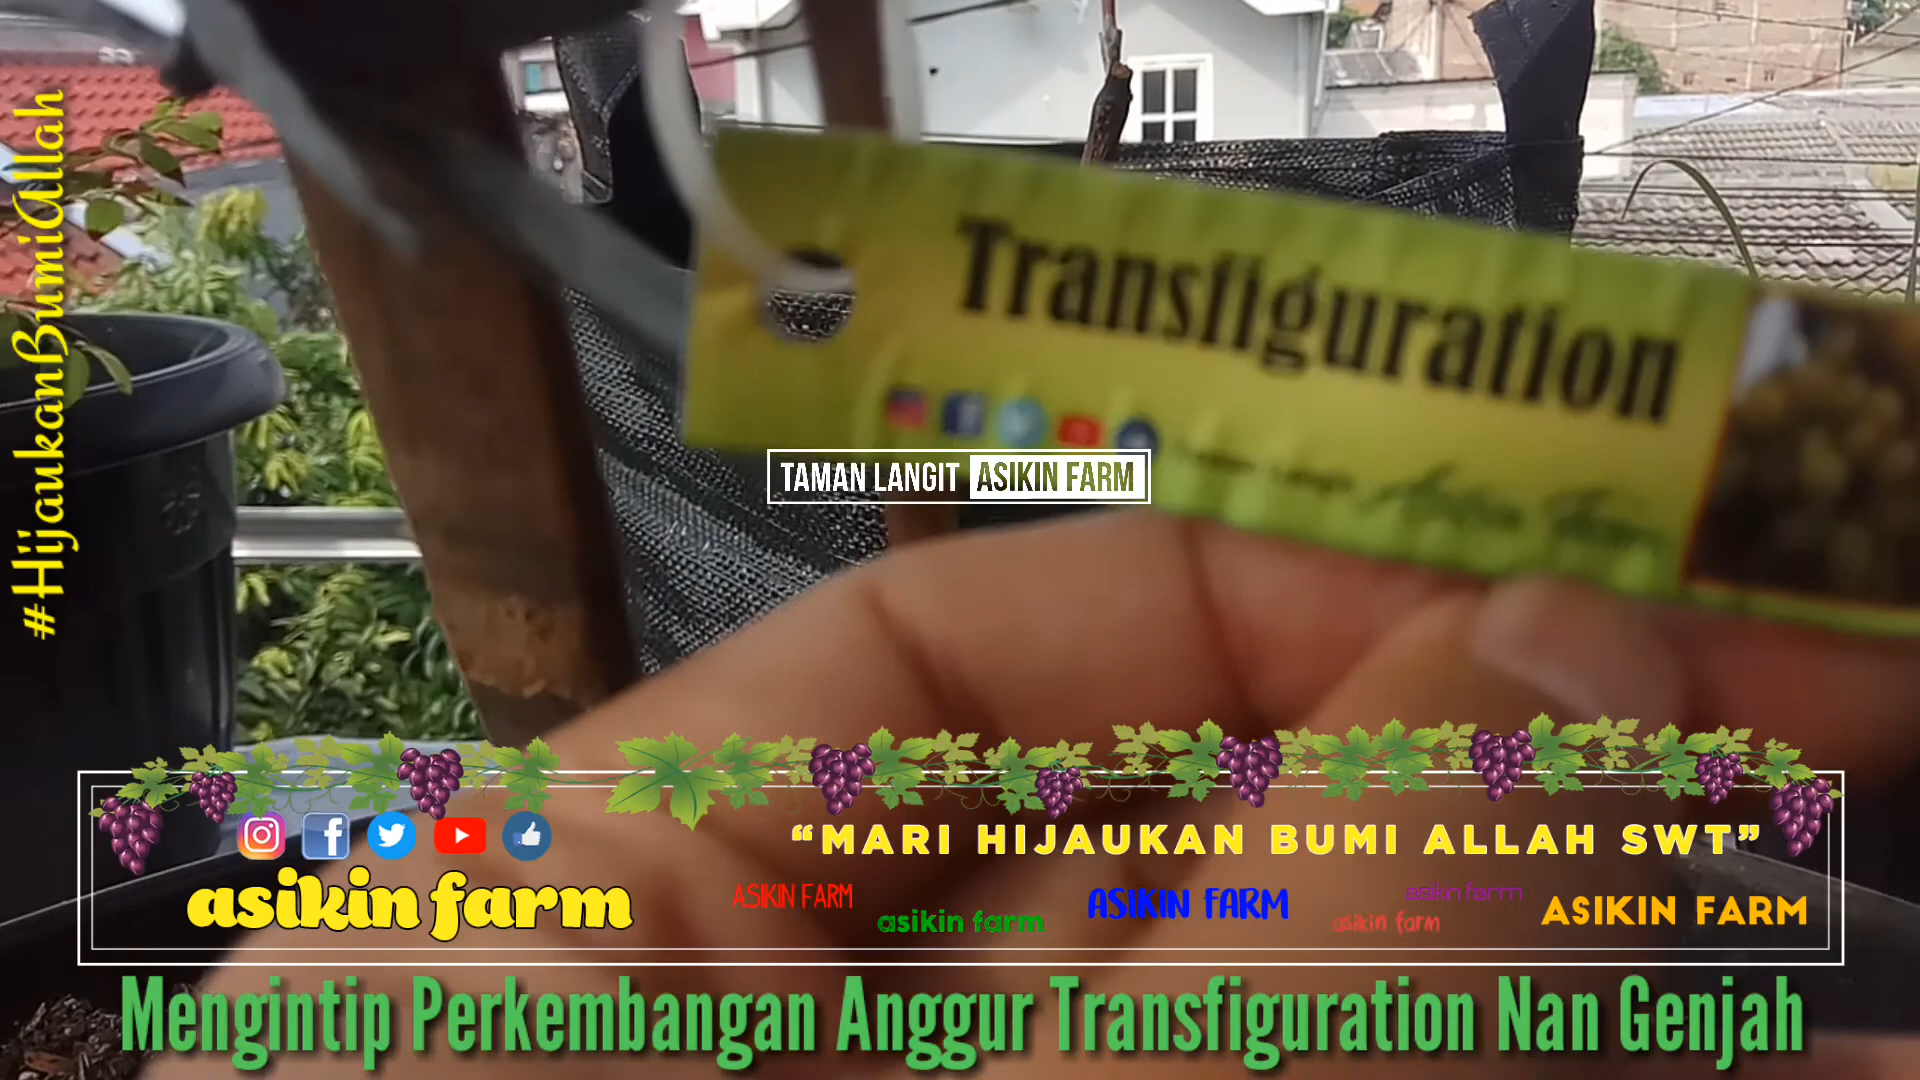 #HijaukanBumiAllah
Transfiguration
TAMAN LANGIT ASIKIN FARM
"MARI HIJAUKAN BUMI ALLAH SWT"
asikin farm
ASIKIN FARM
asikin farm
ASIKIN FARM
asikin farm
asikin farm
ASIKIN FARM
Mengintip Perkembangan Anggur Transfiguration Nan Genjah